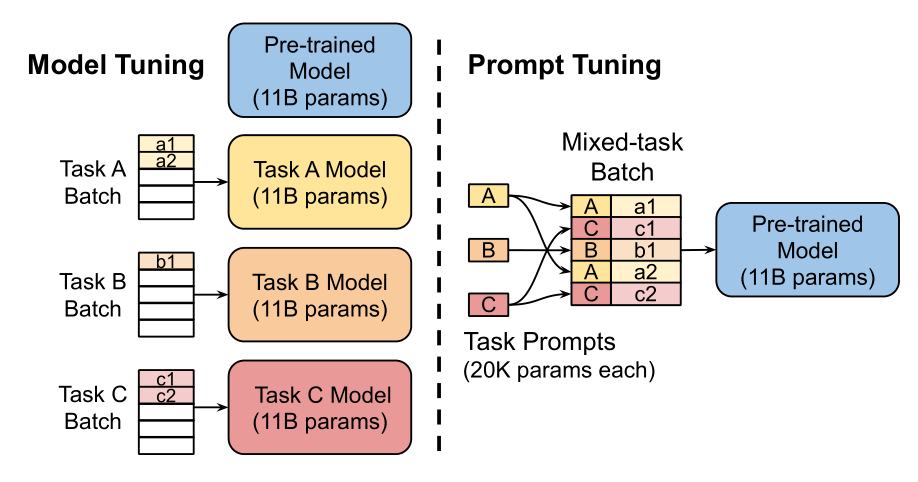 Model Tuning
Pre-trained
Model
(11B params)
a1
a2
Task A
Batch
Task A Model
(11B params)
b1
Task B
Batch
Task B Model
(11B params)
c1
c2
Task C
Batch
Task C Model
(11B params)
Prompt Tuning
Mixed-task
Batch
A
B
C
A a1
C c1
B b1
A a2
C c2
Task Prompts
(20K params each)
Pre-trained
Model
(11B params)